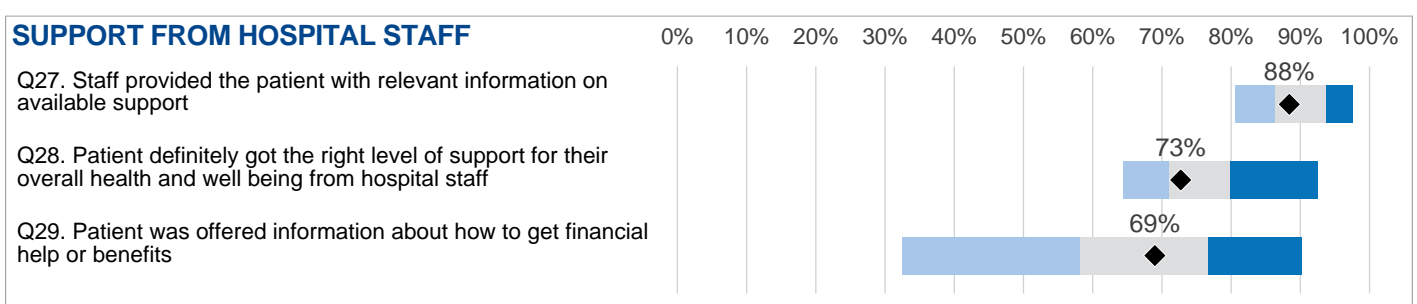 SUPPORT FROM HOSPITAL STAFF 0% 10% 20% 30% 40% 50% 60% 70% 80% 90% 100%
Q27. Staff provided the patient with relevant information on
available support
88%
Q28. Patient definitely got the right level of support for their
overall health and well being from hospital staff
73%
Q29. Patient was offered information about how to get financial
help or benefits
69%